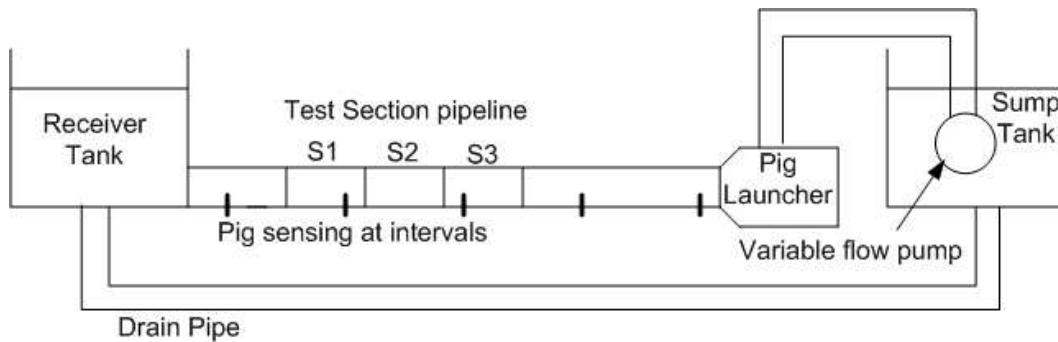 Receiver
Tank
Test Section pipeline
S1 S2 S3
Pig sensing at intervals
Pig
Launcher
Sump
Tank
Variable flow pump
Drain Pipe